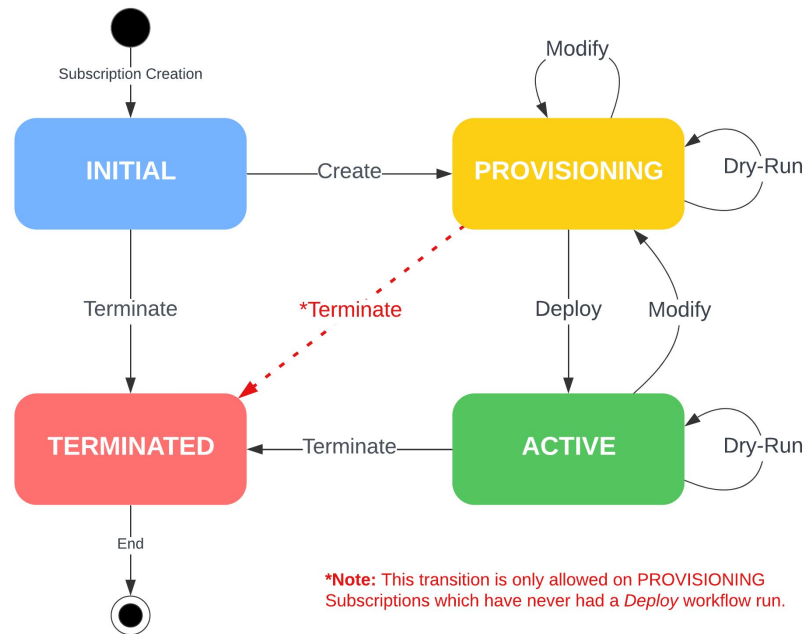 Subscription Creation
Modify
INITIAL
Create
PROVISIONING
Dry-Run
Terminate
*Terminate
Deploy
Modify
TERMINATED
Terminate
ACTIVE
Dry-Run
End
*Note: This transition is only allowed on PROVISIONING
Subscriptions which have never had a Deploy workflow run.